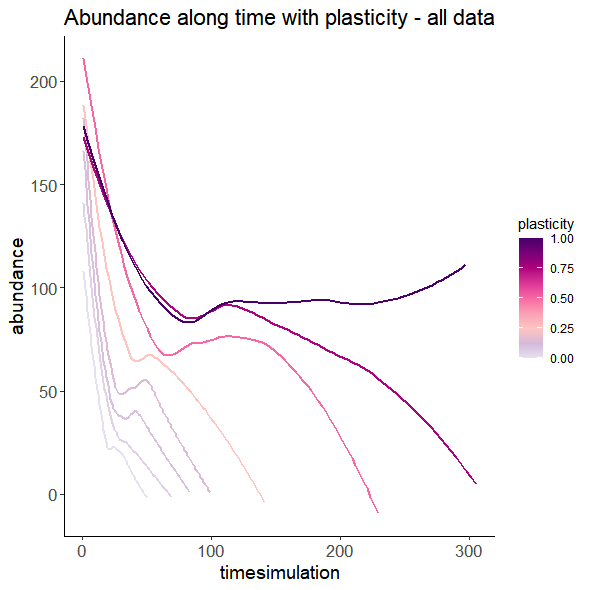 Abundance along time with plasticity - all data
abundance
200
150
100
50
0
0 100 200 300
timesimulation
plasticity
1.00
0.75
0.50
0.25
0.00